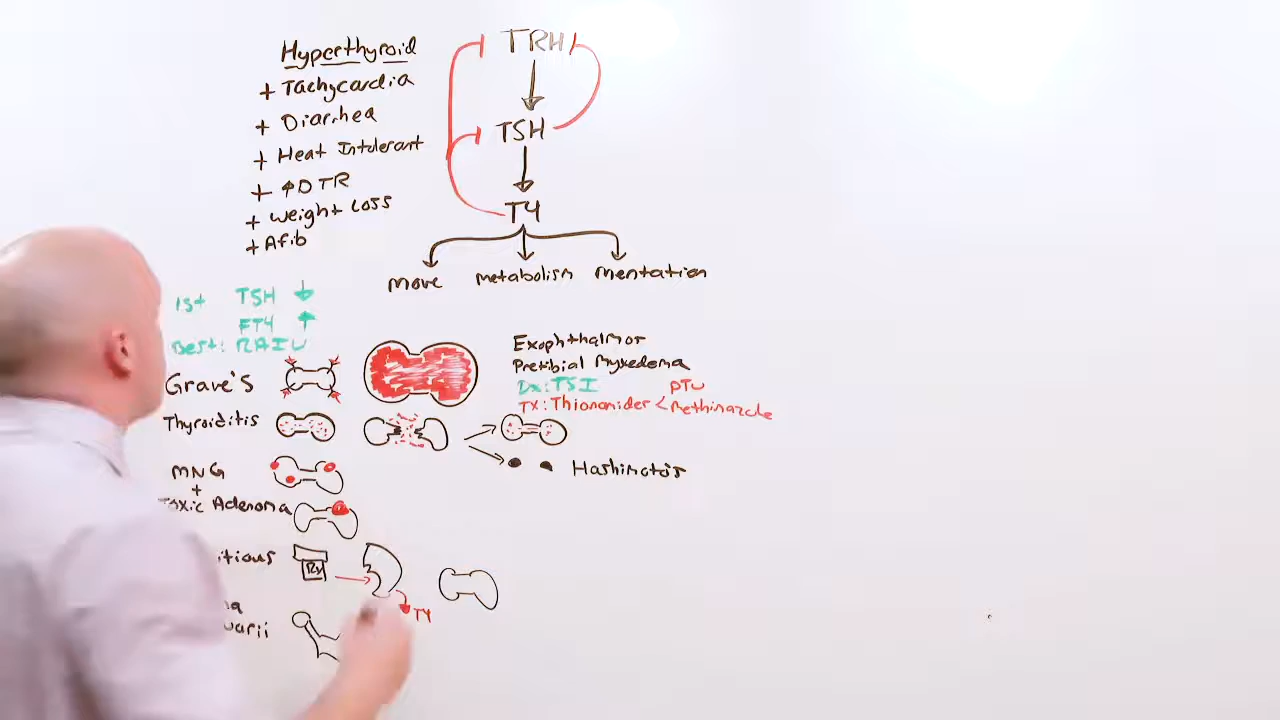 Hyperthyroid
+ Tachycardia
+ Diarrhea
+ Heat Intolerant
+ ↑DTR
+ Weight Loss
+ Afib
TRH
TSH
T4
move metabolism mentation
1st TSH ↓
FT4 ↑
Best: RAIU
Grave's
Exophthalmos
Pretibial Myxedema
Dx: TSI
Tx: Thionamides < PTU
Methimazole
Thyroiditis
Hashimoto's
MNG
+
Toxic Adenoma
itious
Rx
T4
varii